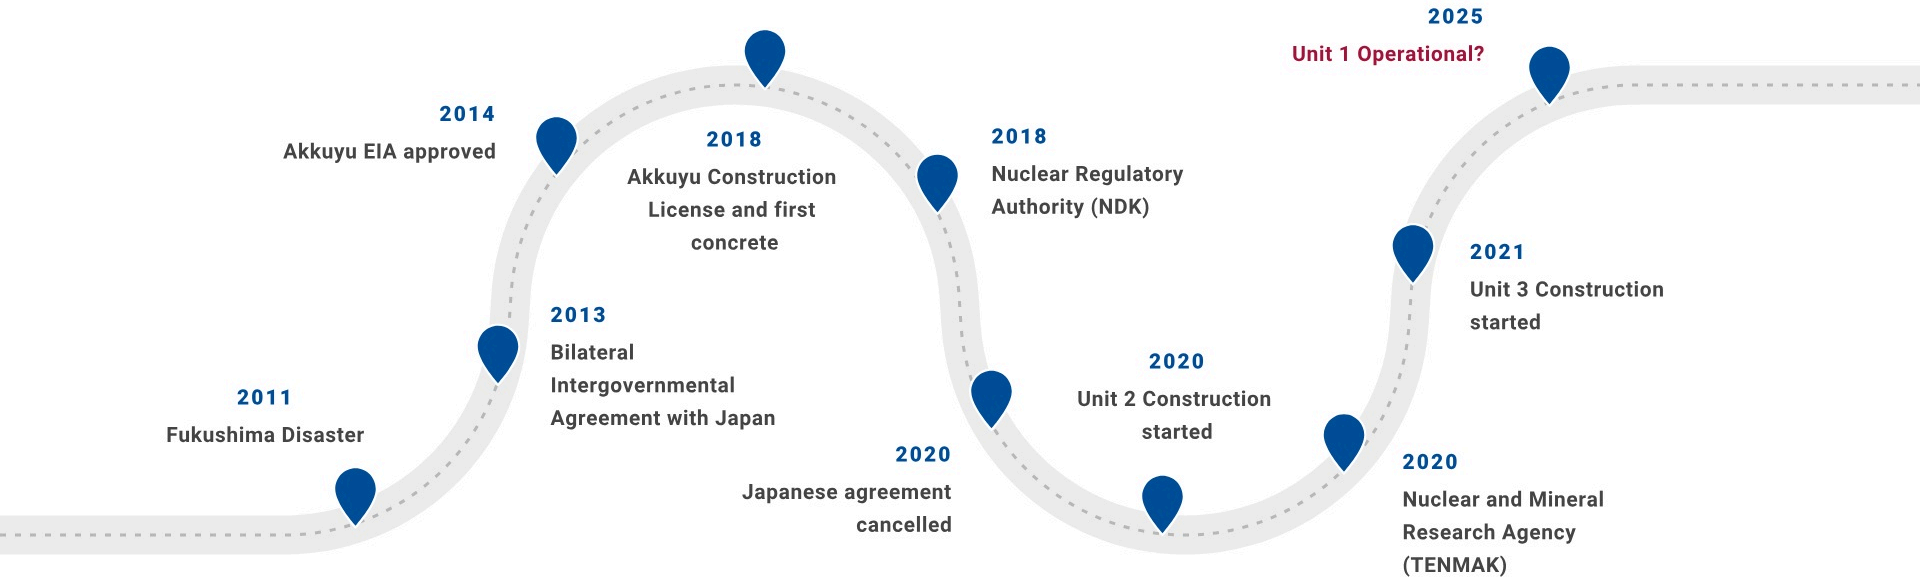 2011
Fukushima Disaster
2013
Bilateral
Intergovernmental
Agreement with Japan
2014
Akkuyu EIA approved
2018
Akkuyu Construction
License and first
concrete
2018
Nuclear Regulatory
Authority (NDK)
2020
Japanese agreement
cancelled
2020
Unit 2 Construction
started
2020
Nuclear and Mineral
Research Agency
(TENMAK)
2021
Unit 3 Construction
started
2025
Unit 1 Operational?